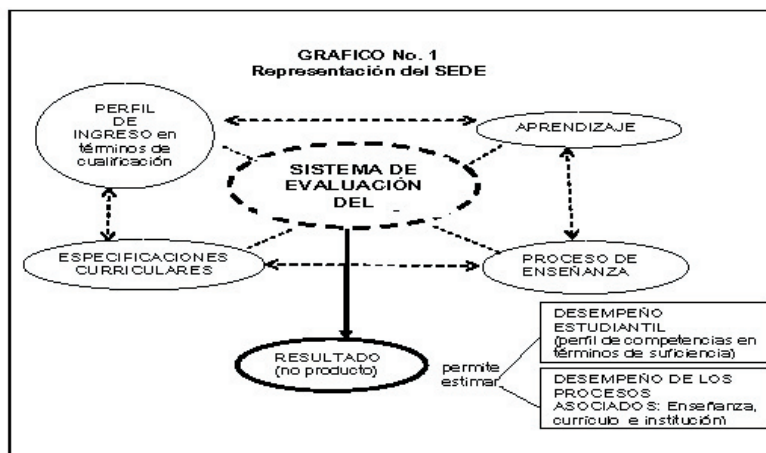 GRAFICO No. 1
Representación del SEDE
PERFIL
DE
INGRESO en
términos de
cualificación
APRENDIZAJE
SISTEMA DE
EVALUACIÓN
DEL
ESPECIFICACIONES
CURRICULARES
PROCESO DE
ENSEÑANZA
RESULTADO
(no producto)
permite
estimar
DESEMPEÑO
ESTUDIANTIL
(perfil de competencias en
términos de suficiencia)
DESEMPEÑO DE LOS
PROCESOS
ASOCIADOS: Enseñanza,
currículo e institución)